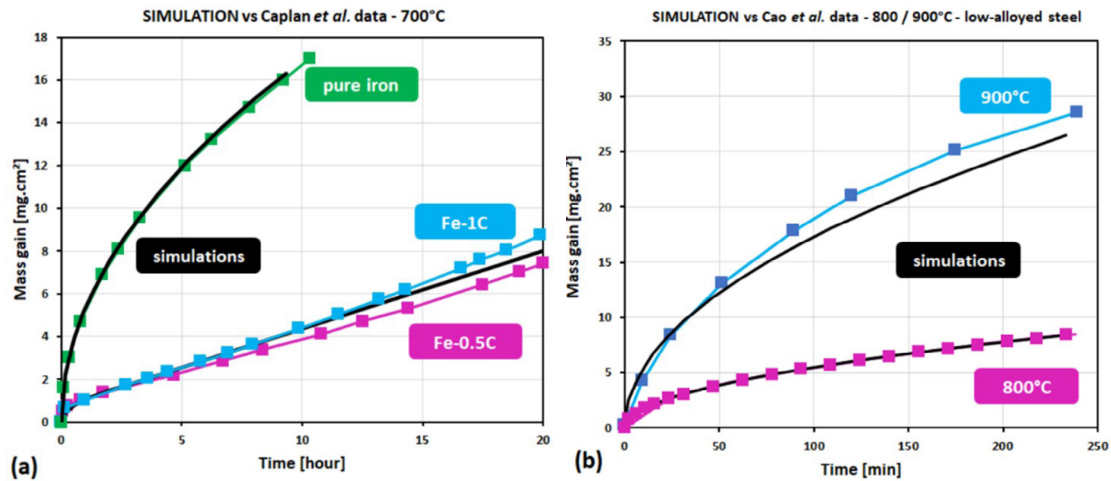 SIMULATION vs Caplan et al. data - 700°C
18
16
14
12
10
8
6
4
2
0
Mass gain [mg.cm²]
pure iron
simulations
Fe-1C
Fe-0.5C
0
5
10
15
20
Time [hour]
(a)
SIMULATION vs Cao et al. data - 800 / 900°C - low-alloyed steel
35
30
25
20
15
10
5
0
Mass gain [mg.cm²]
900°C
simulations
800°C
0
50
100
150
200
250
Time [min]
(b)